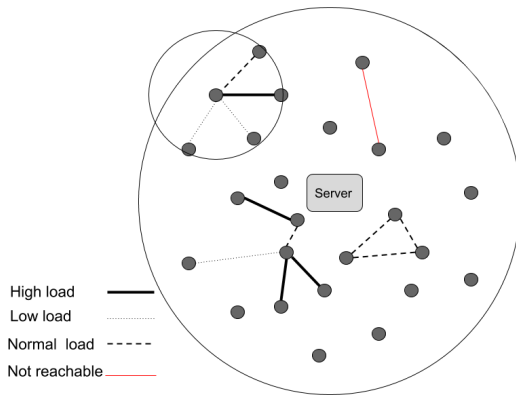 Server
High load
Low load
Normal load
Not reachable